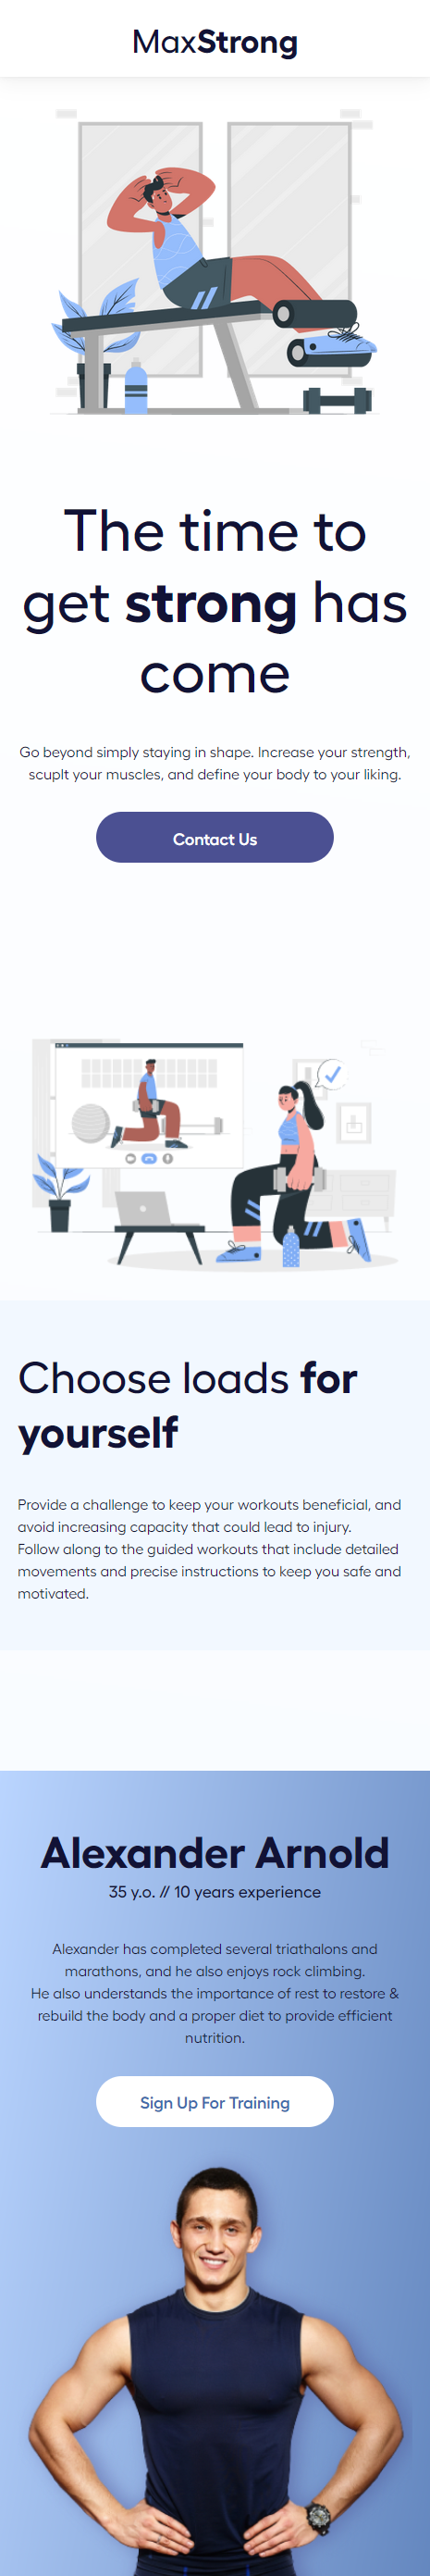 MaxStrong
The time to
get strong has
come
Go beyond simply staying in shape. Increase your strength,
scuplt your muscles, and define your body to your liking.
Contact Us
Choose loads for
yourself
Provide a challenge to keep your workouts beneficial, and
avoid increasing capacity that could lead to injury.
Follow along to the guided workouts that include detailed
movements and precise instructions to keep you safe and
motivated.
Alexander Arnold
35 y.o. // 10 years experience
Alexander has completed several triathalons and
marathons, and he also enjoys rock climbing.
He also understands the importance of rest to restore &
rebuild the body and a proper diet to provide efficient
nutrition.
Sign Up For Training